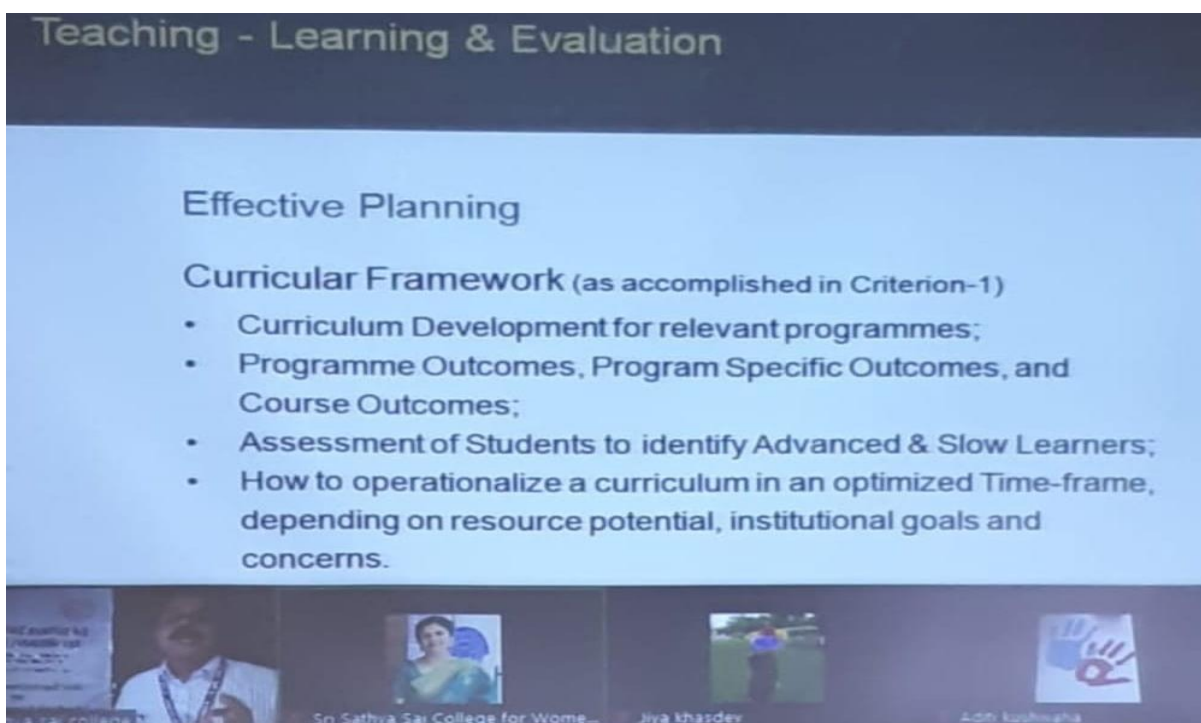 Teaching - Learning & Evaluation
Effective Planning
Curricular Framework (as accomplished in Criterion-1)
• Curriculum Development for relevant programmes;
• Programme Outcomes, Program Specific Outcomes, and
Course Outcomes;
• Assessment of Students to identify Advanced & Slow Learners;
• How to operationalize a curriculum in an optimized Time-frame,
depending on resource potential, institutional goals and
concerns.
sai college
Sri Sathya Sai College for Wome...
Jiya khasdev
Aditi